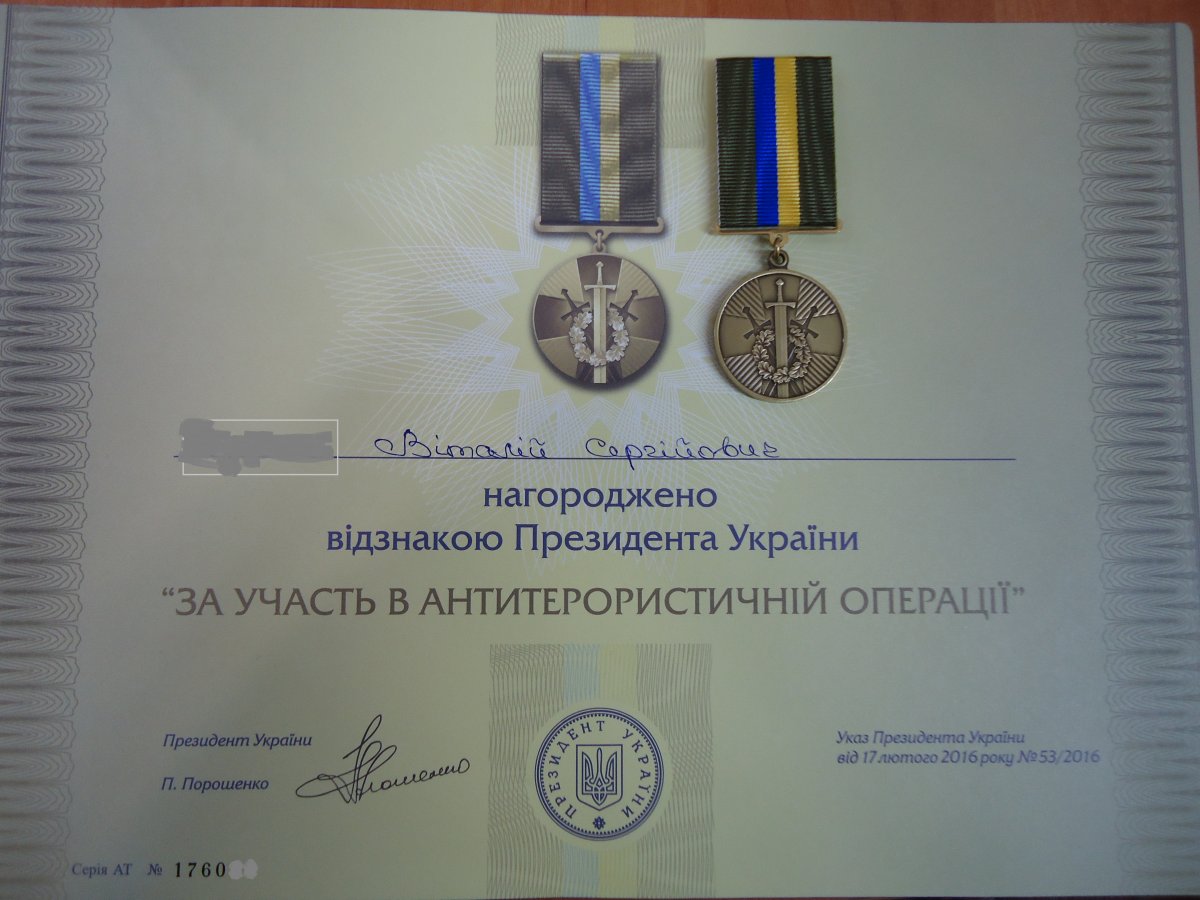 Віталій Сергійович
нагороджено
відзнакою Президента України
“ЗА УЧАСТЬ В АНТИТЕРОРИСТИЧНІЙ ОПЕРАЦІЇ”
Президент України
П. Порошенко
ПРЕЗИДЕНТ УКРАЇНИ
Указ Президента України
від 17 лютого 2016 року № 53/2016
Серія АТ № 1760